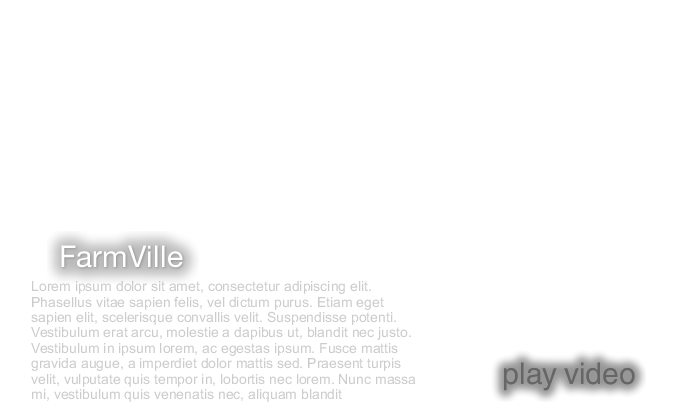 FarmVille
Lorem ipsum dolor sit amet, consectetur adipiscing elit.
Phasellus vitae sapien felis, vel dictum purus. Etiam eget
sapien elit, scelerisque convallis velit. Suspendisse potenti.
Vestibulum erat arcu, molestie a dapibus ut, blandit nec justo.
Vestibulum in ipsum lorem, ac egestas ipsum. Fusce mattis
gravida augue, a imperdiet dolor mattis sed. Praesent turpis
velit, vulputate quis tempor in, lobortis nec lorem. Nunc massa
mi, vestibulum quis venenatis nec, aliquam blandit
play video